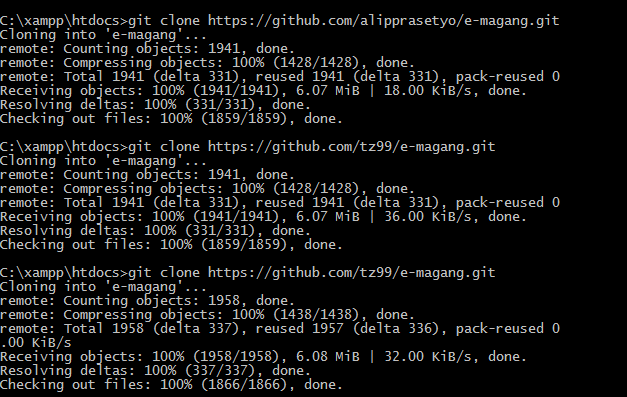 C:\xampp\htdocs>git clone https://github.com/alipprasetyo/e-magang.git
Cloning into 'e-magang'...
remote: Counting objects: 1941, done.
remote: Compressing objects: 100% (1428/1428), done.
remote: Total 1941 (delta 331), reused 1941 (delta 331), pack-reused 0
Receiving objects: 100% (1941/1941), 6.07 MiB | 18.00 KiB/s, done.
Resolving deltas: 100% (331/331), done.
Checking out files: 100% (1859/1859), done.
C:\xampp\htdocs>git clone https://github.com/tz99/e-magang.git
Cloning into 'e-magang'...
remote: Counting objects: 1941, done.
remote: Compressing objects: 100% (1428/1428), done.
remote: Total 1941 (delta 331), reused 1941 (delta 331), pack-reused 0
Receiving objects: 100% (1941/1941), 6.07 MiB | 36.00 KiB/s, done.
Resolving deltas: 100% (331/331), done.
Checking out files: 100% (1859/1859), done.
C:\xampp\htdocs>git clone https://github.com/tz99/e-magang.git
Cloning into 'e-magang'...
remote: Counting objects: 1958, done.
remote: Compressing objects: 100% (1438/1438), done.
remote: Total 1958 (delta 337), reused 1957 (delta 336), pack-reused 0
.00 KiB/s
Receiving objects: 100% (1958/1958), 6.08 MiB | 32.00 KiB/s, done.
Resolving deltas: 100% (337/337), done.
Checking out files: 100% (1866/1866), done.